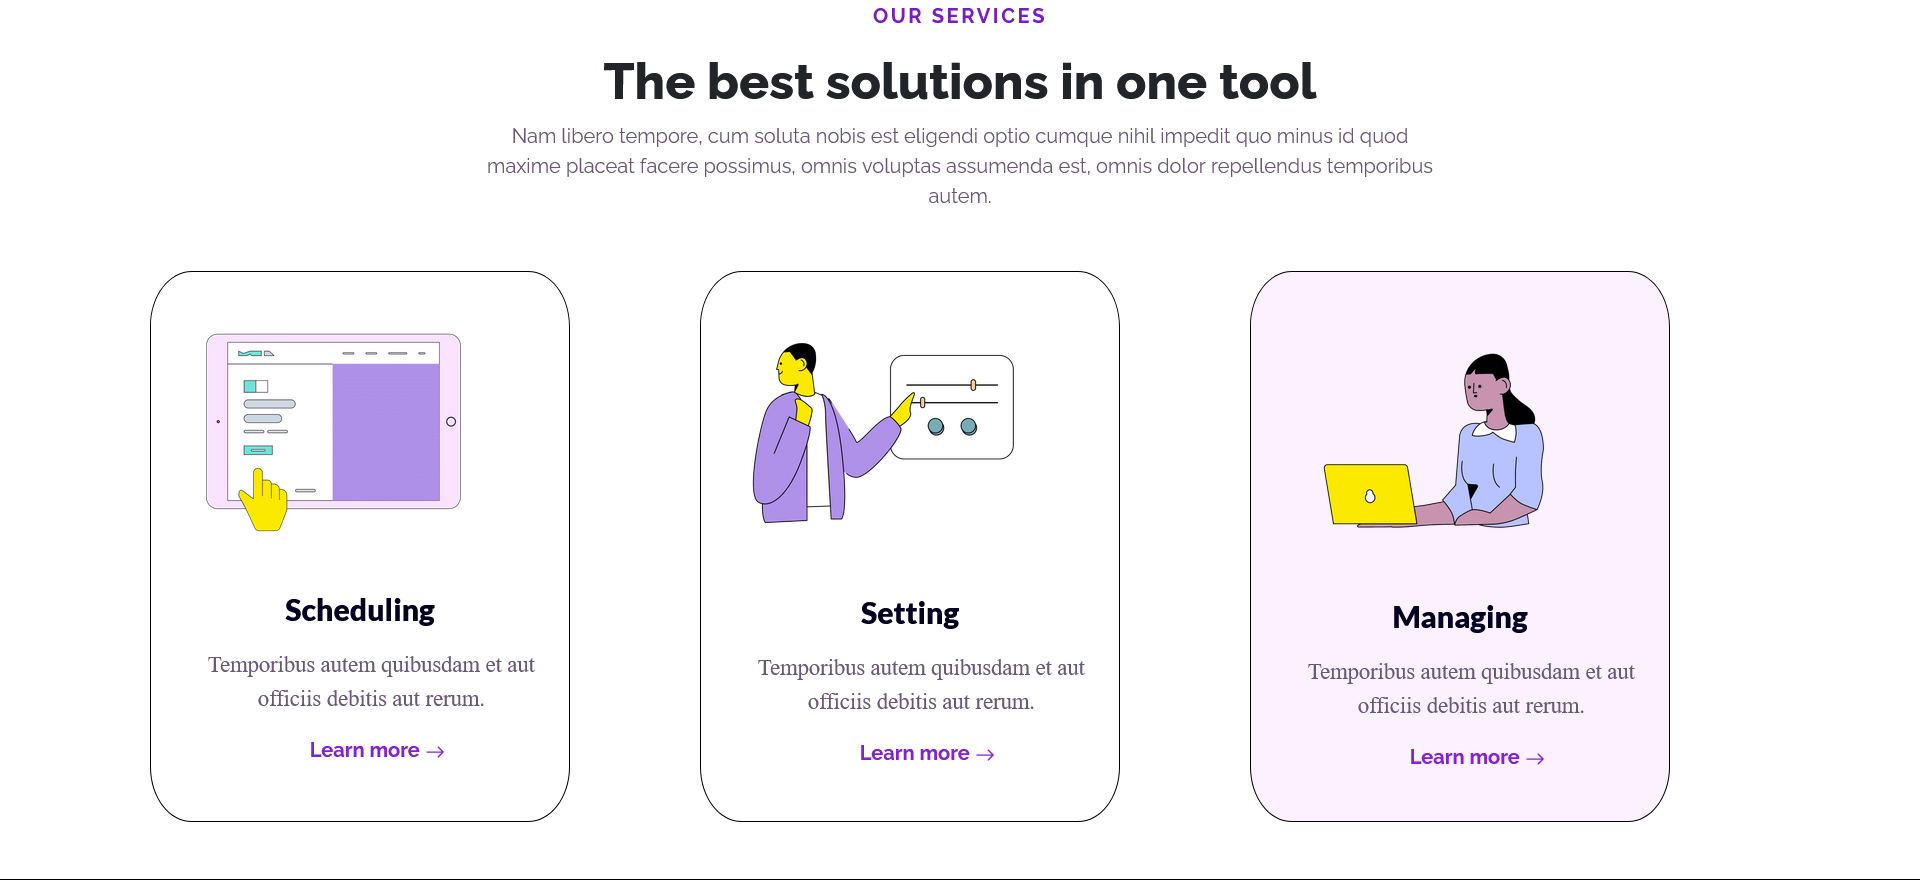 OUR SERVICES
The best solutions in one tool
Nam libero tempore, cum soluta nobis est eligendi optio cumque nihil impedit quo minus id quod
maxime placeat facere possimus, omnis voluptas assumenda est, omnis dolor repellendus temporibus
autem.
Scheduling
Temporibus autem quibusdam et aut
officiis debitis aut rerum.
Learn more →
Setting
Temporibus autem quibusdam et aut
officiis debitis aut rerum.
Learn more →
Managing
Temporibus autem quibusdam et aut
officiis debitis aut rerum.
Learn more →